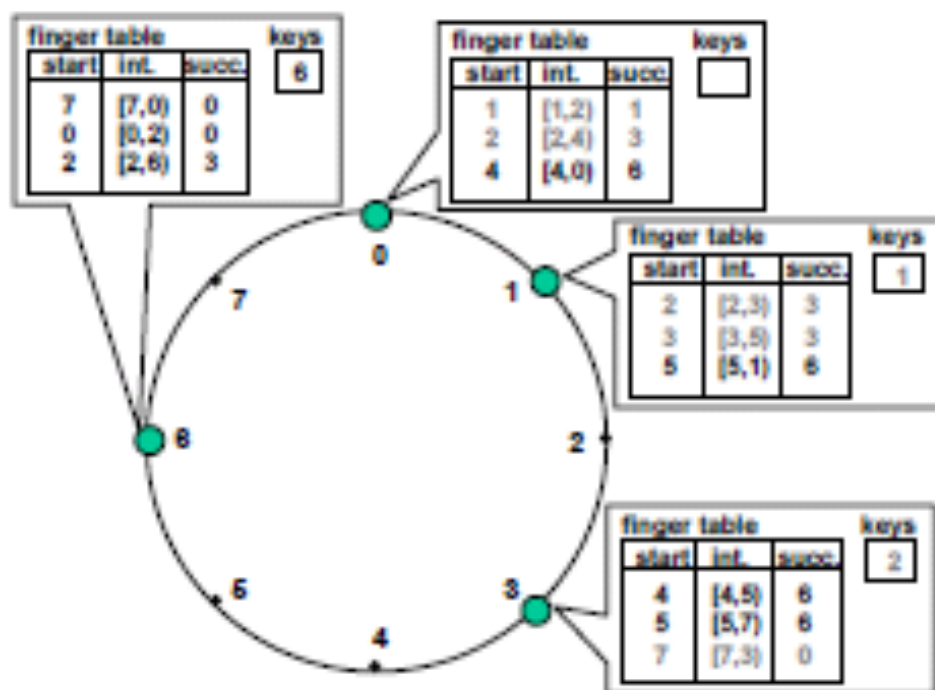 finger table keys
start int. succ.
6
7 [7,0) 0
0 [0,2) 0
2 [2,6) 3
finger table keys
start int. succ.
1 [1,2) 1
2 [2,4) 3
4 [4,0) 6
finger table keys
start int. succ.
1
2 [2,3) 3
3 [3,5) 3
5 [5,1) 6
finger table keys
start int. succ.
2
4 [4,5) 6
5 [5,7) 6
7 [7,3) 0
0
1
2
3
4
5
6
7